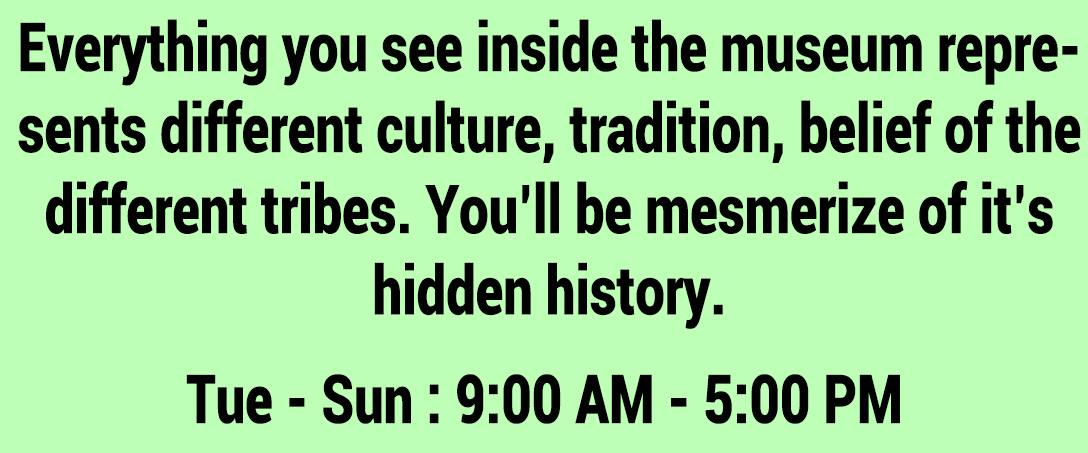 Everything you see inside the museum repre-
sents different culture, tradition, belief of the
different tribes. You'll be mesmerize of it's
hidden history.
Tue - Sun : 9:00 AM - 5:00 PM